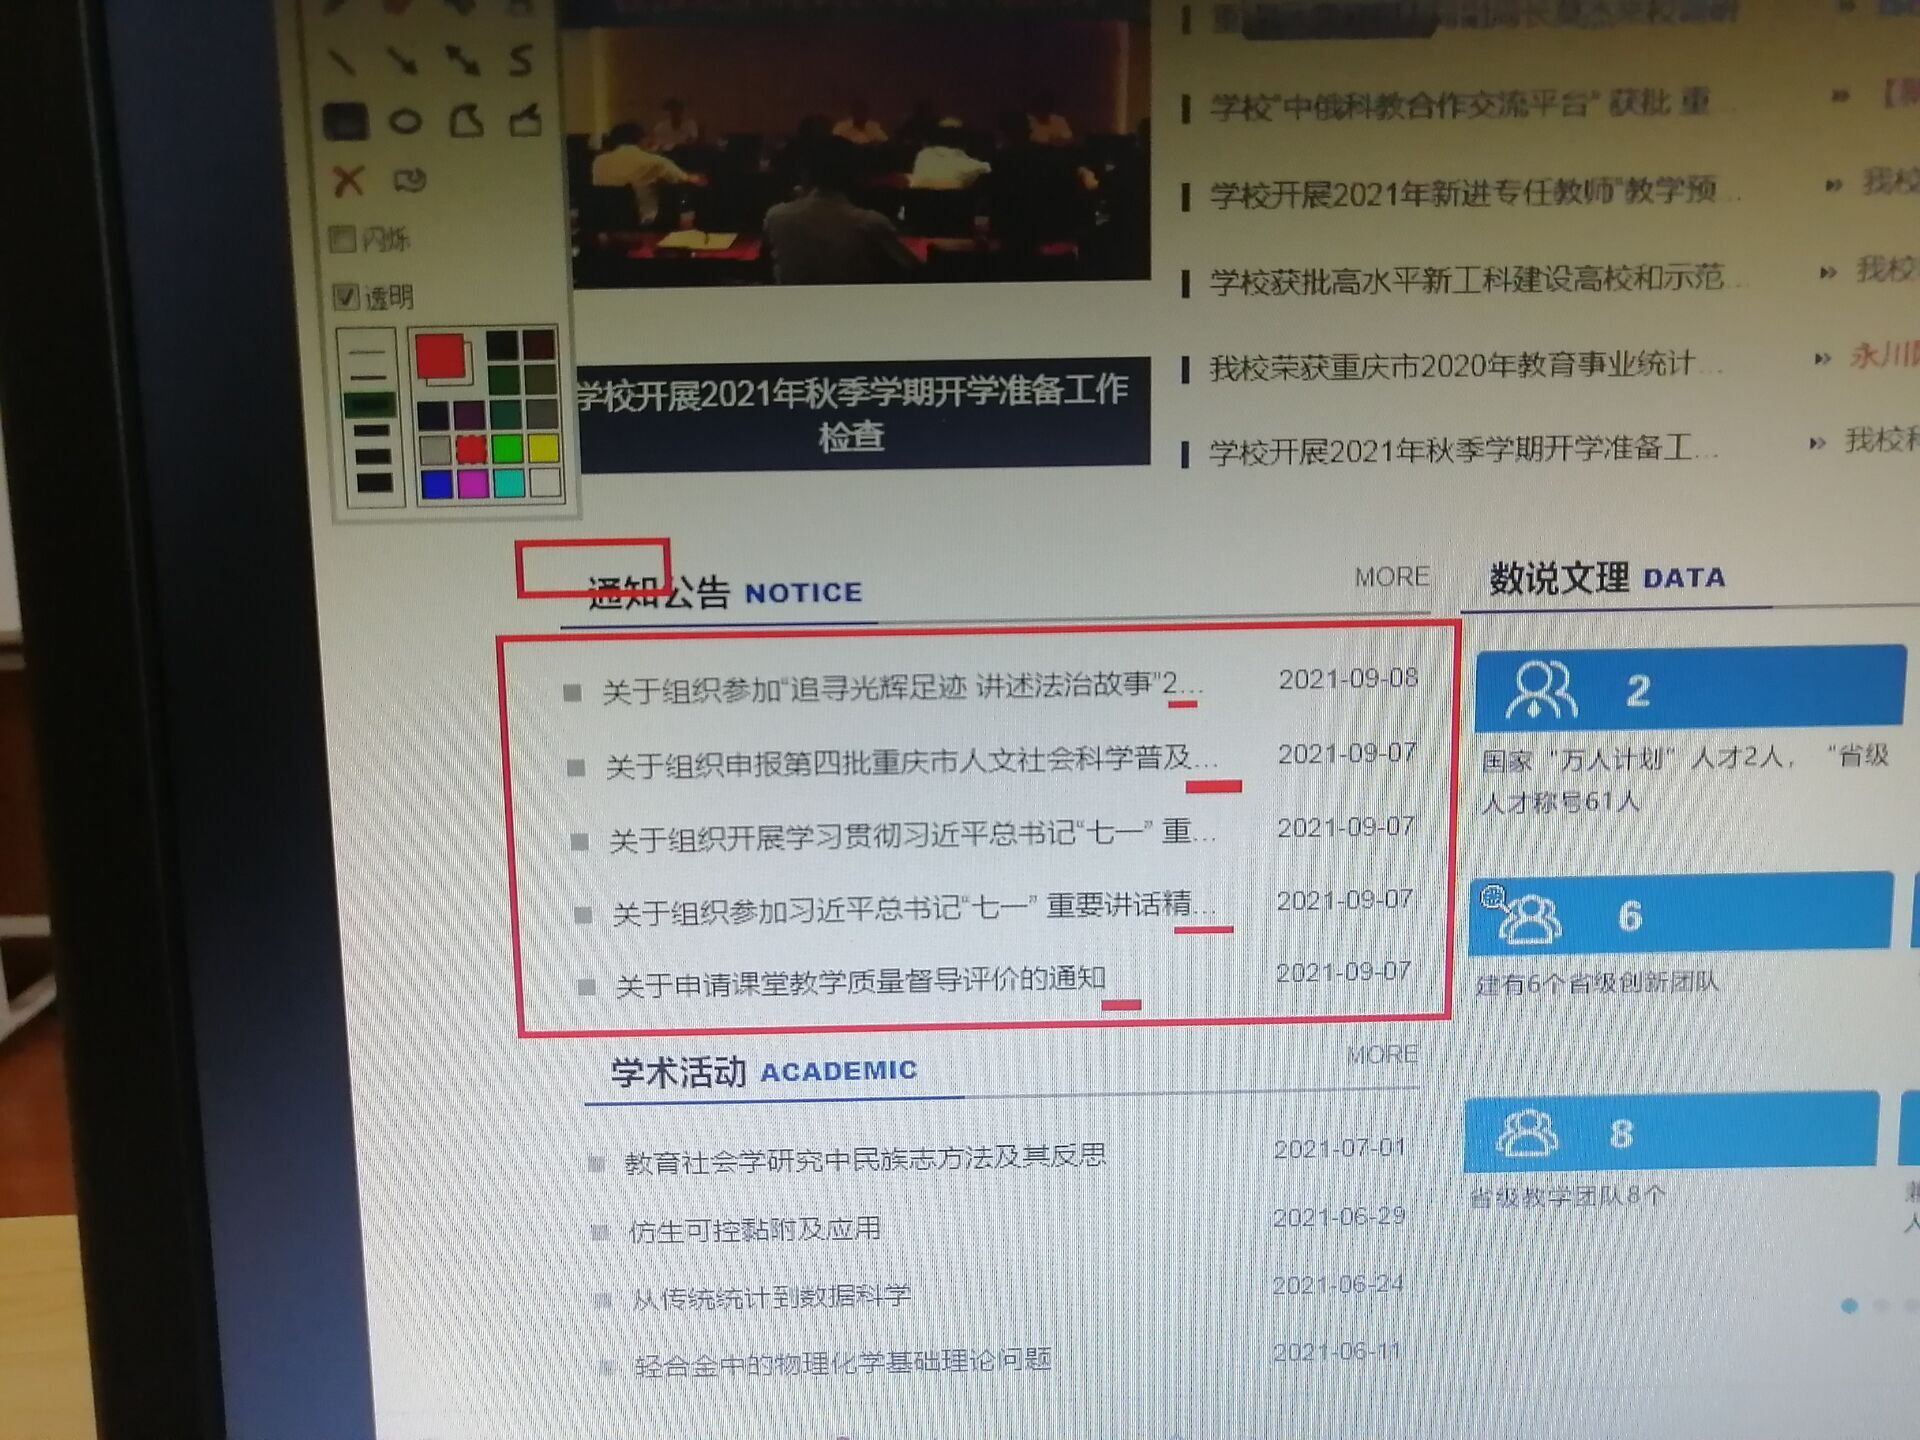 闪烁
透明
学校开展2021年秋季学期开学准备工作
检查
学校"中俄科教合作交流平台" 获批 重...
学校开展2021年新进专任教师"教学预...
学校获批高水平新工科建设高校和示范...
我校荣获重庆市2020年教育事业统计...
学校开展2021年秋季学期开学准备工...
我校
我校
永川
我校科
通知公告 NOTICE
MORE
关于组织参加"追寻光辉足迹 讲述法治故事"2... 2021-09-08
关于组织申报第四批重庆市人文社会科学普及... 2021-09-07
关于组织开展学习贯彻习近平总书记"七一" 重... 2021-09-07
关于组织参加习近平总书记"七一" 重要讲话精... 2021-09-07
关于申请课堂教学质量督导评价的通知 2021-09-07
学术活动 ACADEMIC
MORE
教育社会学研究中民族志方法及其反思 2021-07-01
仿生可控黏附及应用 2021-06-29
从传统统计到数据科学 2021-06-24
轻合金中的物理化学基础理论问题 2021-06-11
数说文理 DATA
2
国家"万人计划"人才2人，"省级
人才称号61人
6
建有6个省级创新团队
8
省级教学团队8个